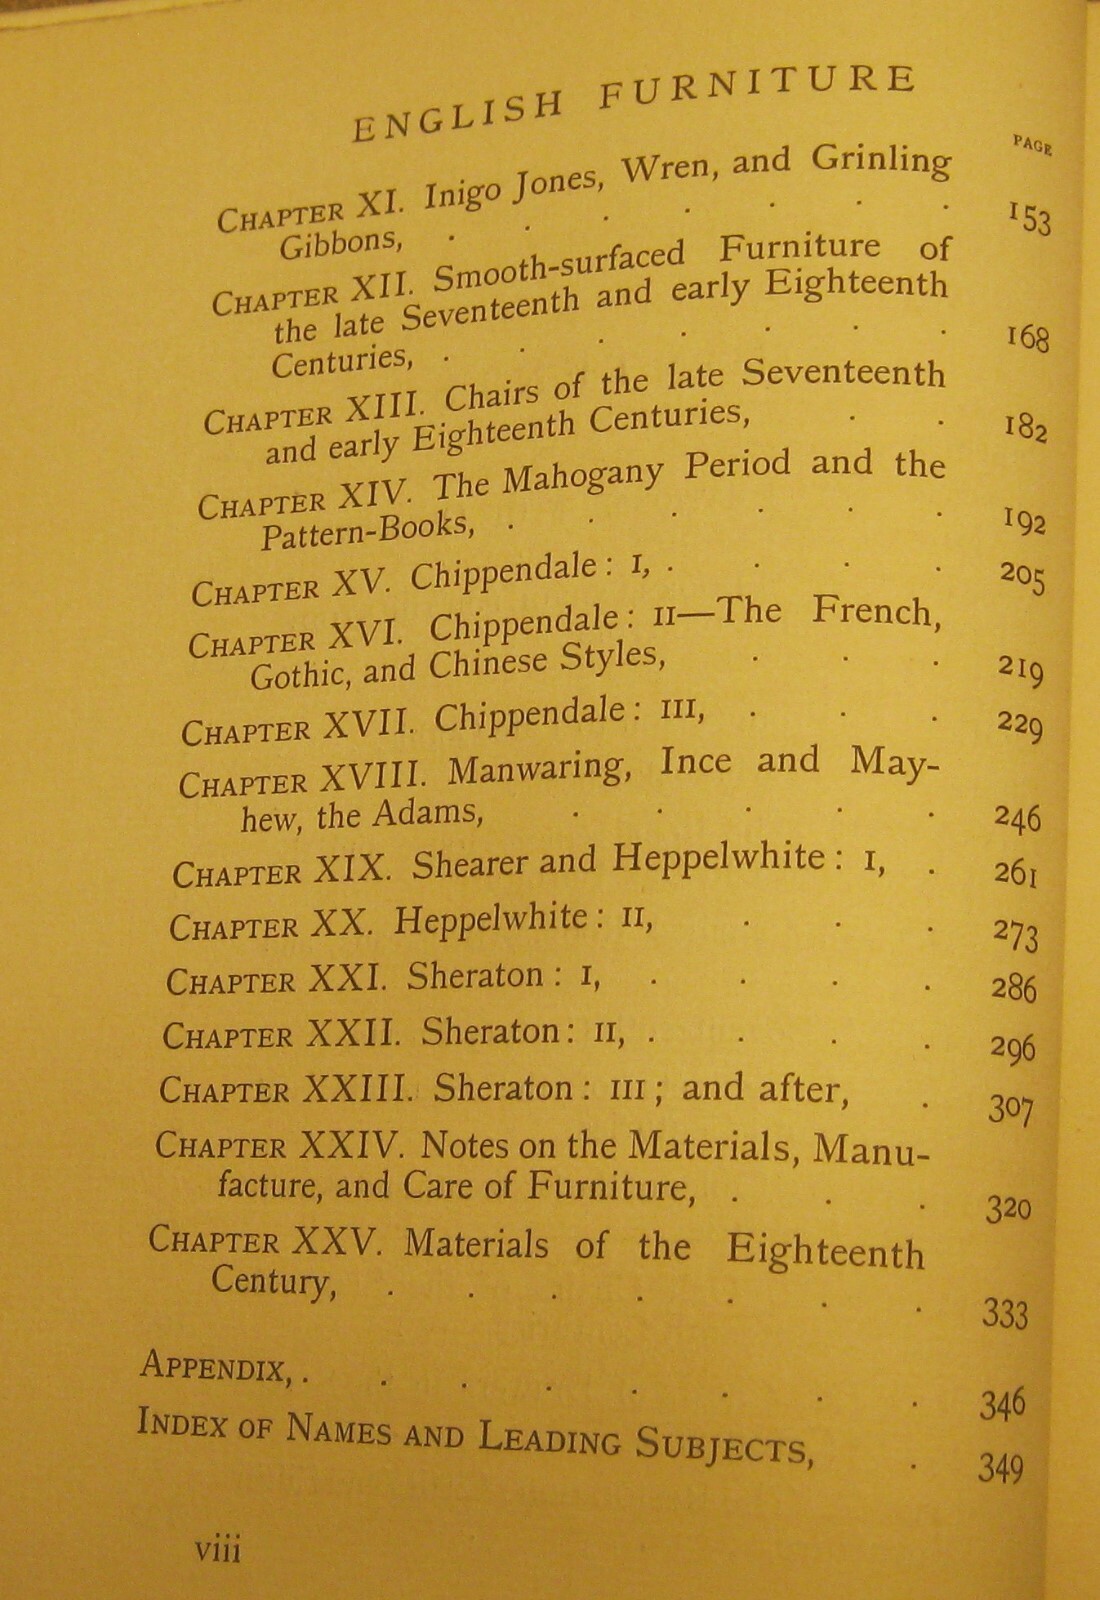 ENGLISH FURNITURE
PAGE
CHAPTER XI. Inigo Jones, Wren, and Grinling
Gibbons, . . . . . . . 153
CHAPTER XII. Smooth-surfaced Furniture of
the late Seventeenth and early Eighteenth
Centuries, . . . . . . . 168
CHAPTER XIII. Chairs of the late Seventeenth
and early Eighteenth Centuries, . . 182
CHAPTER XIV. The Mahogany Period and the
Pattern-Books, . . . . . . 192
CHAPTER XV. Chippendale: I, . . . . 205
CHAPTER XVI. Chippendale: II—The French,
Gothic, and Chinese Styles, . . . 219
CHAPTER XVII. Chippendale: III, . . . 229
CHAPTER XVIII. Manwaring, Ince and May-
hew, the Adams, . . . . . 246
CHAPTER XIX. Shearer and Heppelwhite: I, . 261
CHAPTER XX. Heppelwhite: II, . . . 273
CHAPTER XXI. Sheraton: I, . . . . 286
CHAPTER XXII. Sheraton: II, . . . . 296
CHAPTER XXIII. Sheraton: III; and after, . 307
CHAPTER XXIV. Notes on the Materials, Manu-
facture, and Care of Furniture, . . . 320
CHAPTER XXV. Materials of the Eighteenth
Century, . . . . . . . 333
APPENDIX, . . . . . . . . 346
INDEX OF NAMES AND LEADING SUBJECTS, . 349
viii